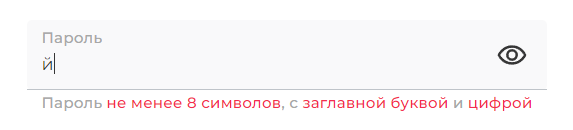 Пароль
й
Пароль не менее 8 символов, с заглавной буквой и цифрой